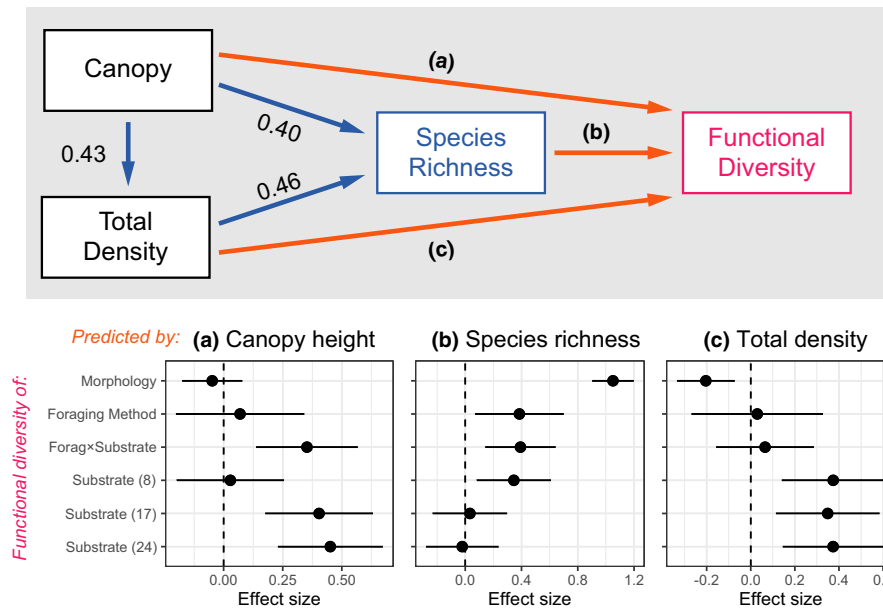 Canopy
(a)
0.40
0.43
Species
Richness
(b)
Functional
Diversity
0.46
Total
Density
(c)
Predicted by:
(a) Canopy height
(b) Species richness
(c) Total density
Functional diversity of:
Morphology
Foraging Method
Forag×Substrate
Substrate (8)
Substrate (17)
Substrate (24)
0.00 0.25 0.50
0.0 0.4 0.8 1.2
-0.2 0.0 0.2 0.4
Effect size
Effect size
Effect size